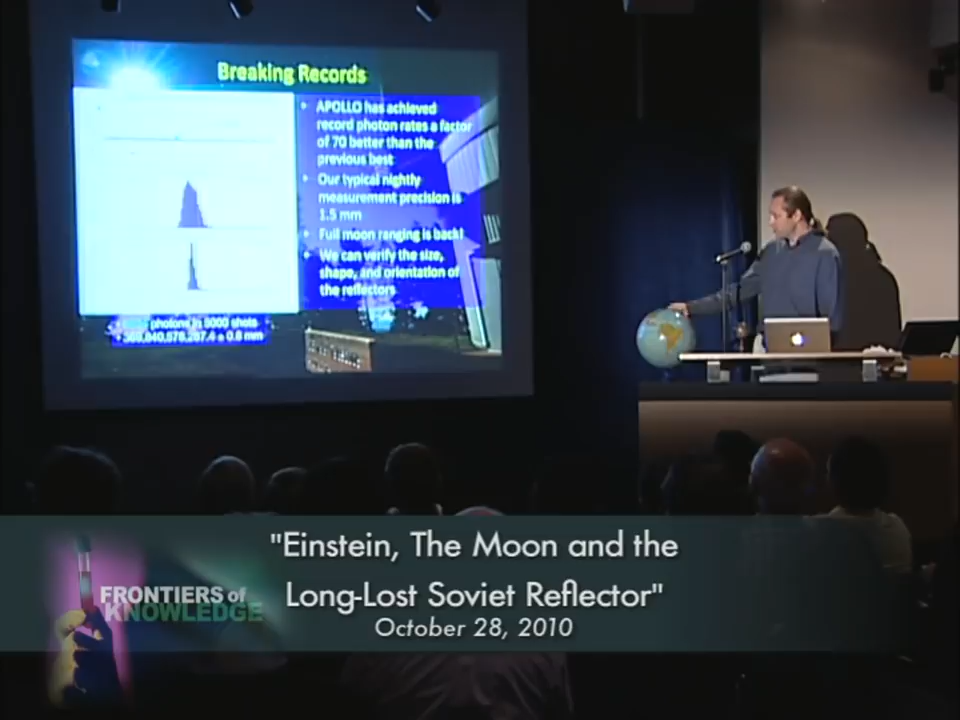 Breaking Records
APOLLO has achieved
record photon rates a factor
of 70 better than the
previous best
Our typical nightly
measurement precision is
1.5 mm
Full moon ranging is back!
We can verify the size,
shape, and orientation of
the reflectors
photons in 5000 shots
± 0.8 mm
"Einstein, The Moon and the
Long-Lost Soviet Reflector"
October 28, 2010
FRONTIERS of
KNOWLEDGE